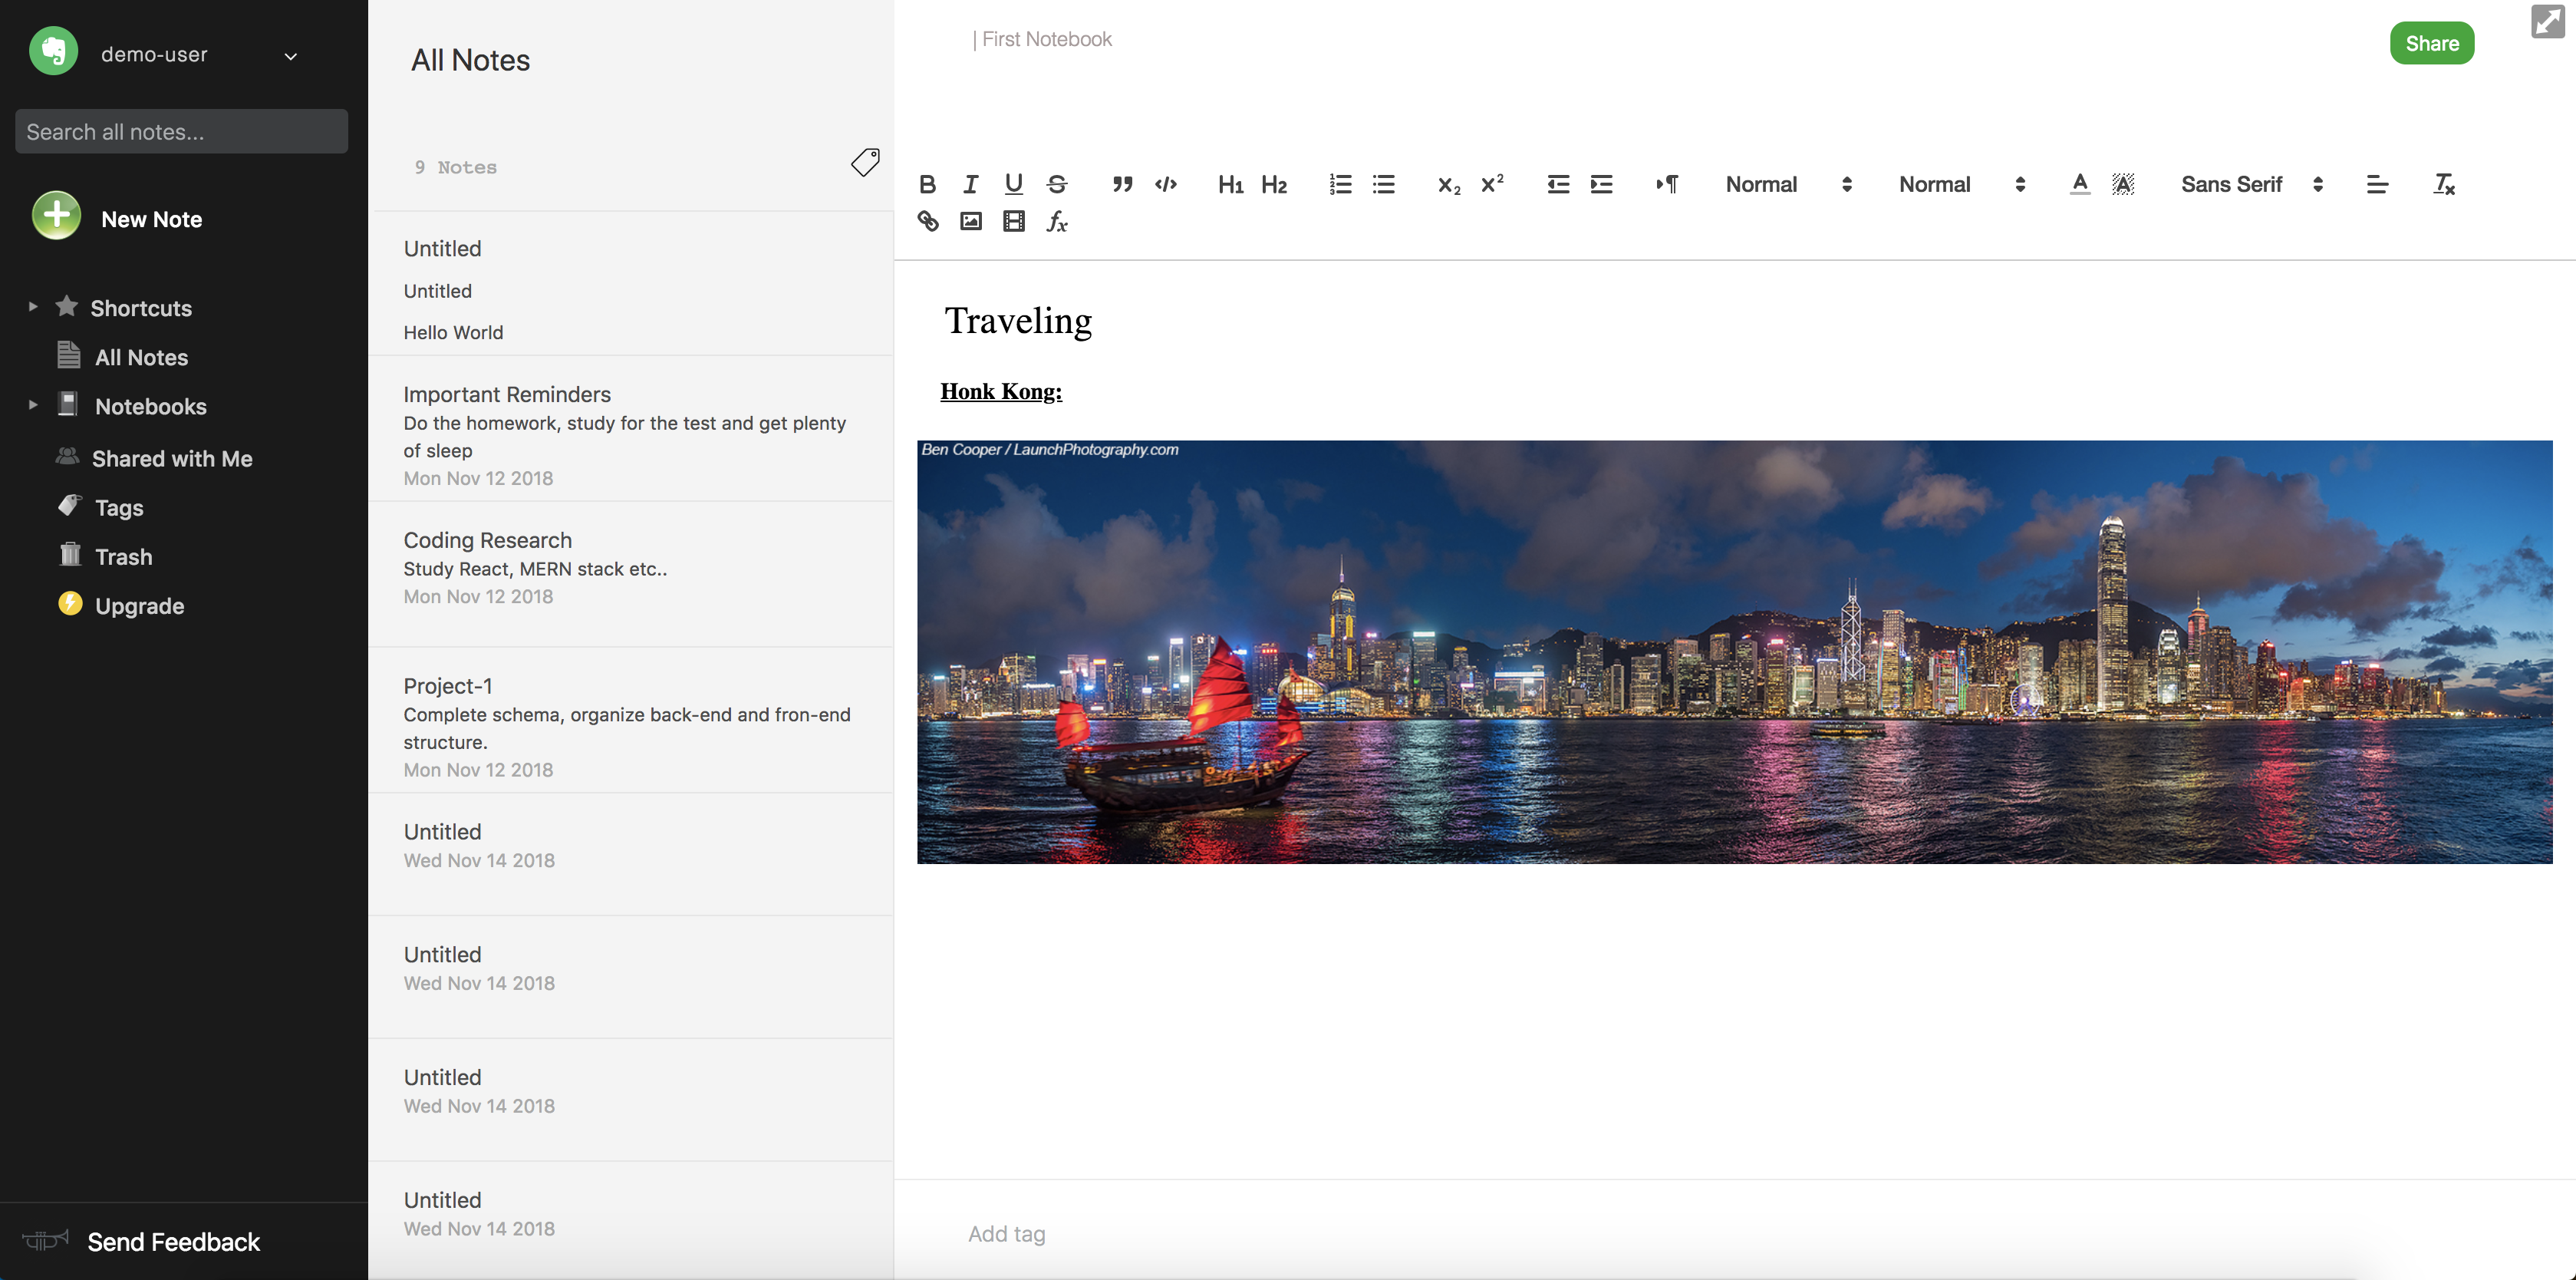 demo-user
Search all notes...
New Note
Shortcuts
All Notes
Notebooks
Shared with Me
Tags
Trash
Upgrade
Send Feedback
All Notes
9 Notes
Untitled
Untitled
Hello World
Important Reminders
Do the homework, study for the test and get plenty
of sleep
Mon Nov 12 2018
Coding Research
Study React, MERN stack etc..
Mon Nov 12 2018
Project-1
Complete schema, organize back-end and fron-end
structure.
Mon Nov 12 2018
Untitled
Wed Nov 14 2018
Untitled
Wed Nov 14 2018
Untitled
Wed Nov 14 2018
Untitled
Wed Nov 14 2018
| First Notebook
Share
B I U S H1 H2 x2 x2 Normal Normal A A Sans Serif Tx
fx
Traveling
Honk Kong:
Ben Cooper / LaunchPhotography.com
Add tag